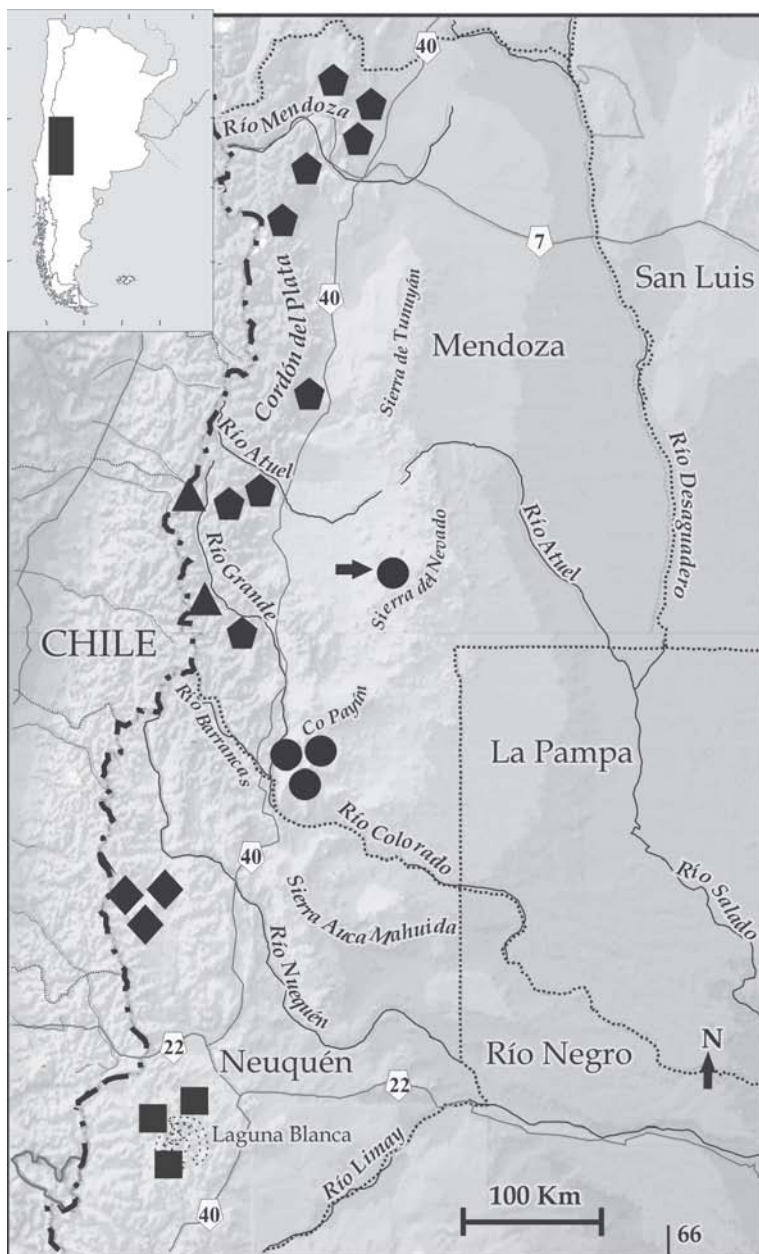 40
Río Mendoza
7
San Luis
40
Cordón del Plata
Sierra de Tunuyán
Mendoza
Río Atuel
Río Desaguadero
Río Grande
Sierra del Nevado
Río Atuel
CHILE
Río Barrancas
Co Payún
La Pampa
Río Colorado
40
Sierra Auca Mahuida
Río Salado
Río Nuequén
22
Neuquén
Río Negro
N
22
Laguna Blanca
Río Limay
100 Km
40
66